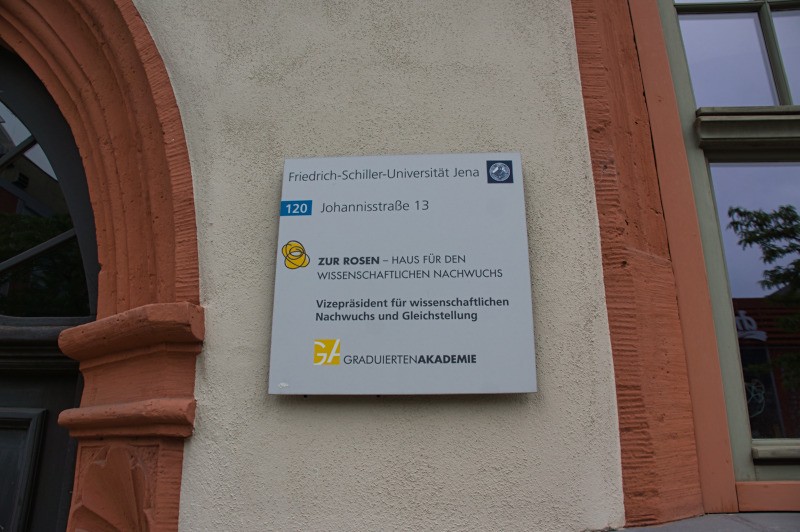 Friedrich-Schiller-Universität Jena
120 Johannisstraße 13
ZUR ROSEN – HAUS FÜR DEN
WISSENSCHAFTLICHEN NACHWUCHS
Vizepräsident für wissenschaftlichen
Nachwuchs und Gleichstellung
GA GRADUIERTENAKADEMIE